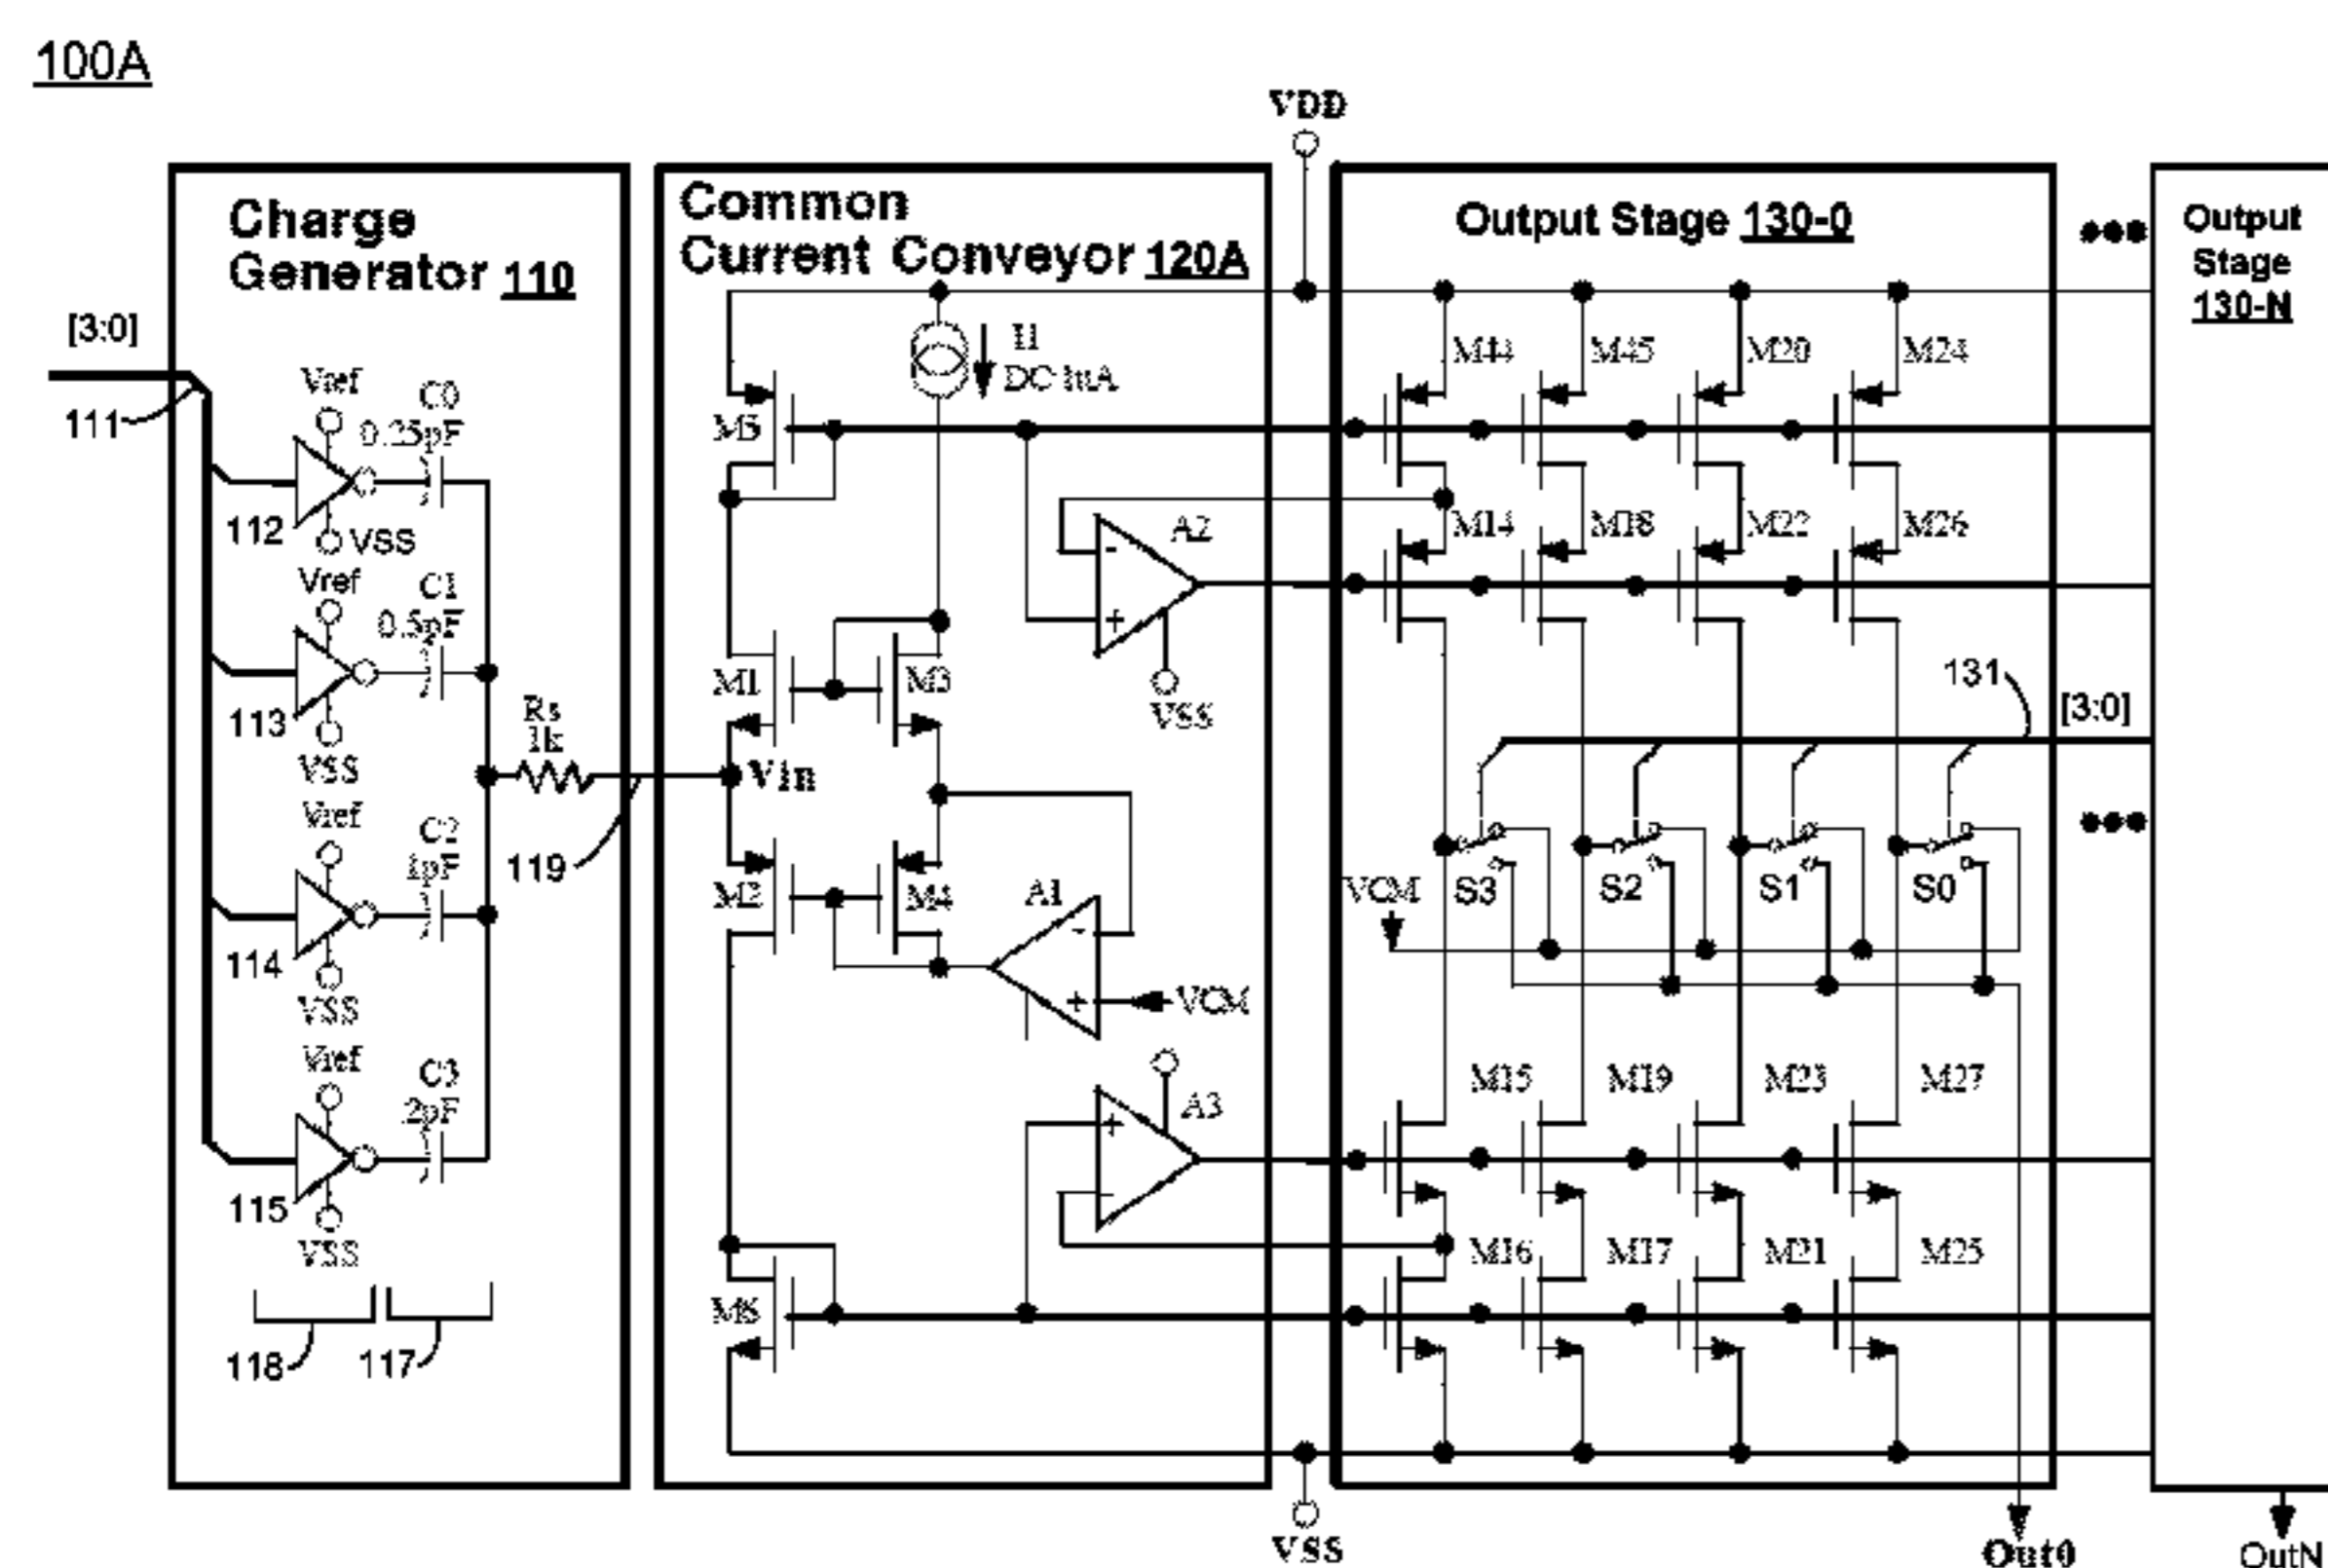 100A
VDD
Charge
Generator 110
Common
Current Conveyor 120A
Output Stage 130-0
Output
Stage
130-N
[3:0]
111
Vref
C0
0.25pF
112
VSS
Vref
C1
0.5pF
113
VSS
Vref
C2
1pF
114
VSS
Vref
C3
.2pF
115
VSS
118
117
Rs
1k
119
I1
M5
M1
M3
Vin
M2
M4
A1
VCM
A2
VSS
A3
M44
M45
M20
M24
M14
M18
M22
M26
131
[3:0]
VCM
S3
S2
S1
S0
M15
M19
M23
M27
M16
M17
M21
M25
VSS
Out0
OutN